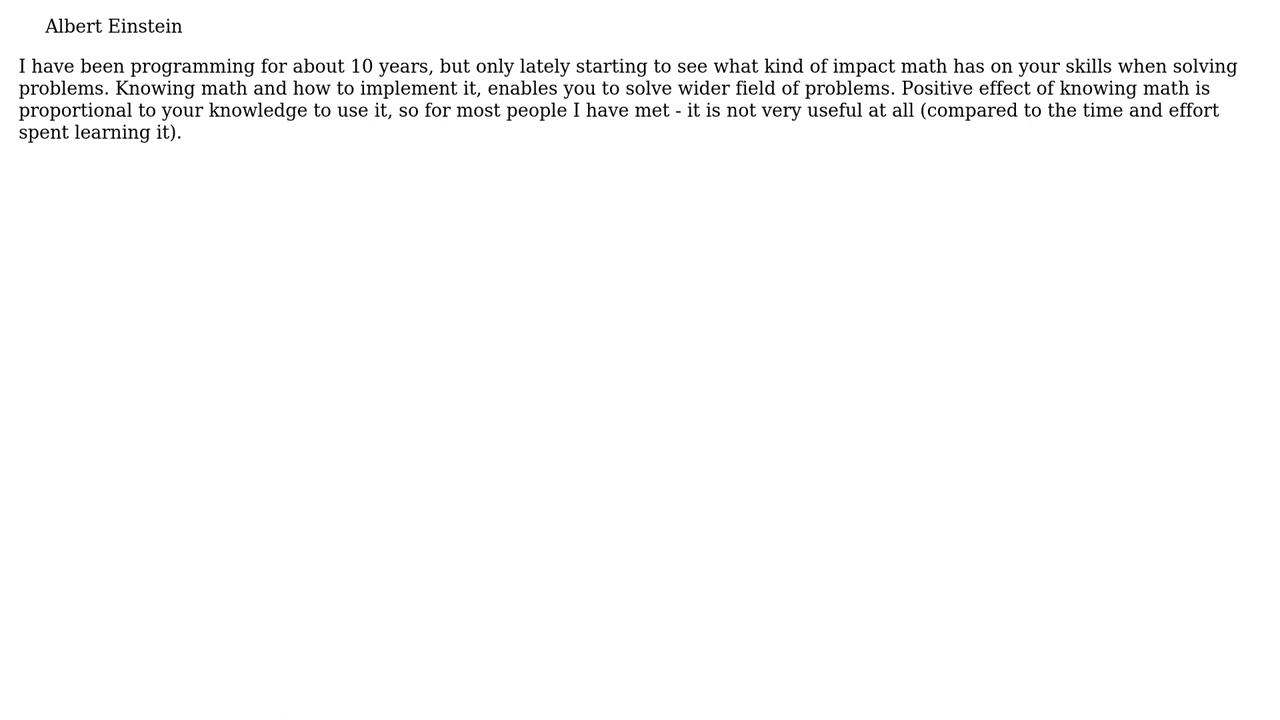 Albert Einstein
I have been programming for about 10 years, but only lately starting to see what kind of impact math has on your skills when solving
problems. Knowing math and how to implement it, enables you to solve wider field of problems. Positive effect of knowing math is
proportional to your knowledge to use it, so for most people I have met - it is not very useful at all (compared to the time and effort
spent learning it).